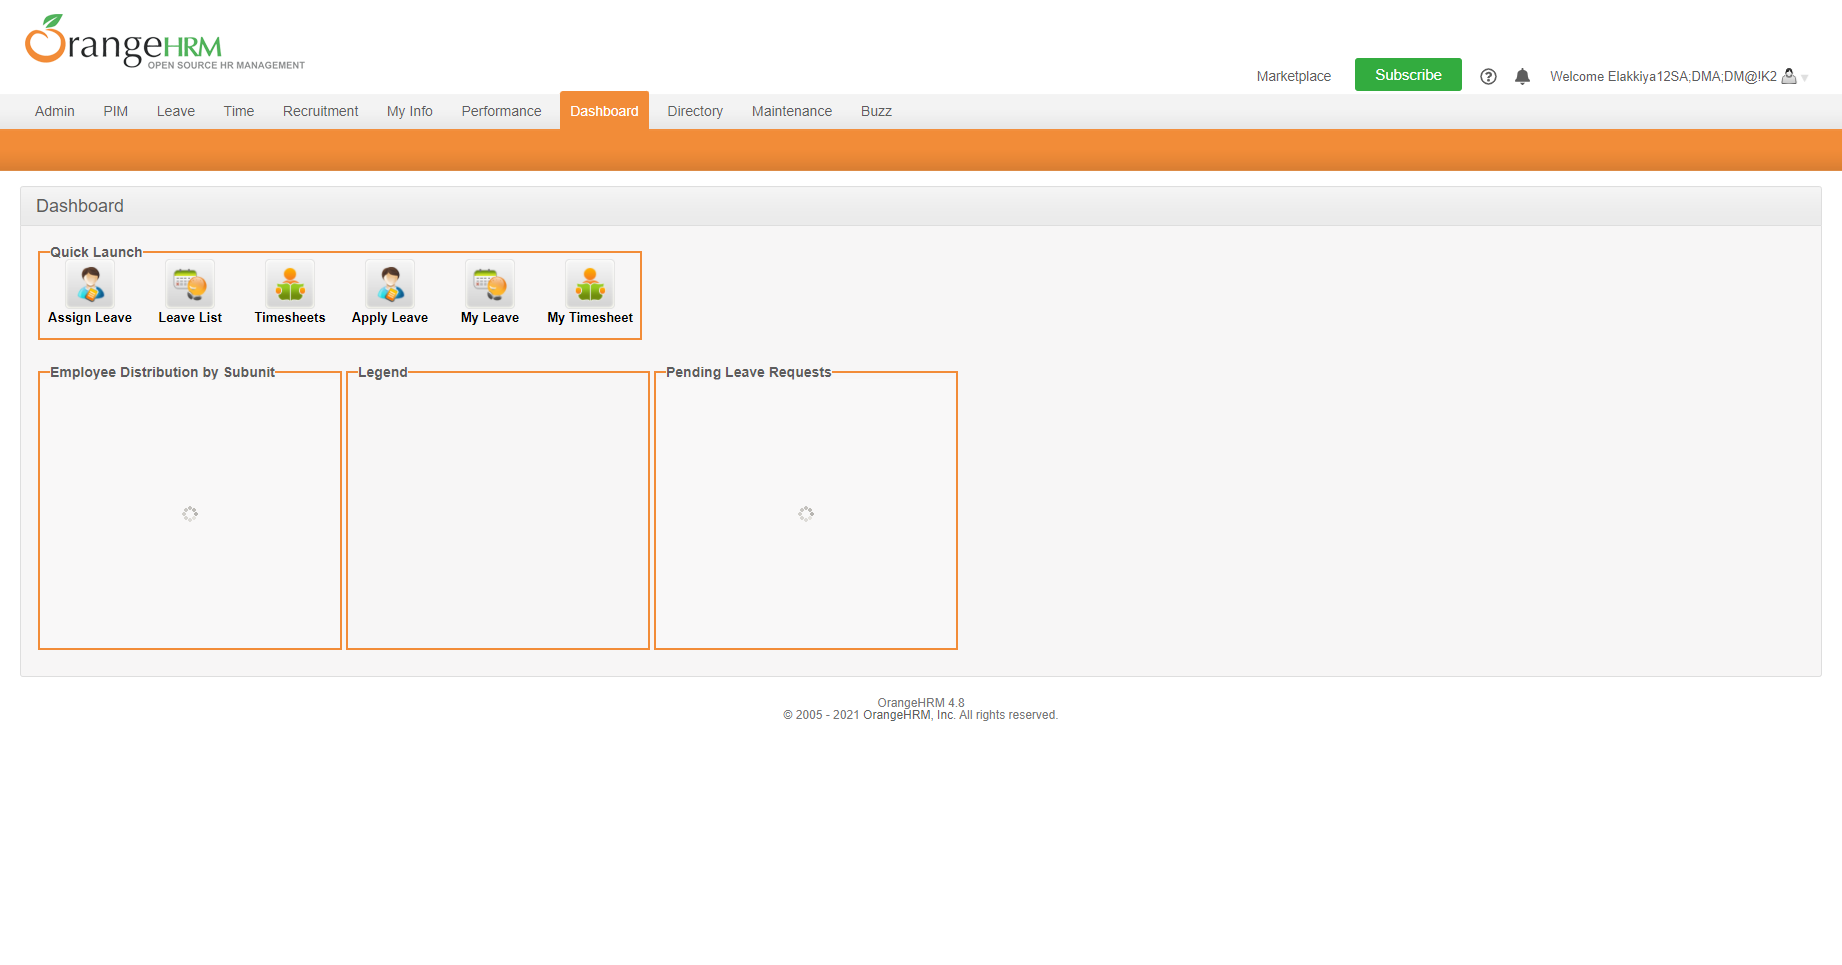 OrangeHRM
OPEN SOURCE HR MANAGEMENT
Marketplace
Subscribe
Welcome Elakkiya12SA;DMA;DM@!K2
Admin PIM Leave Time Recruitment My Info Performance Dashboard Directory Maintenance Buzz
Dashboard
Quick Launch
Assign Leave Leave List Timesheets Apply Leave My Leave My Timesheet
Employee Distribution by Subunit
Legend
Pending Leave Requests
OrangeHRM 4.8
© 2005 - 2021 OrangeHRM, Inc. All rights reserved.